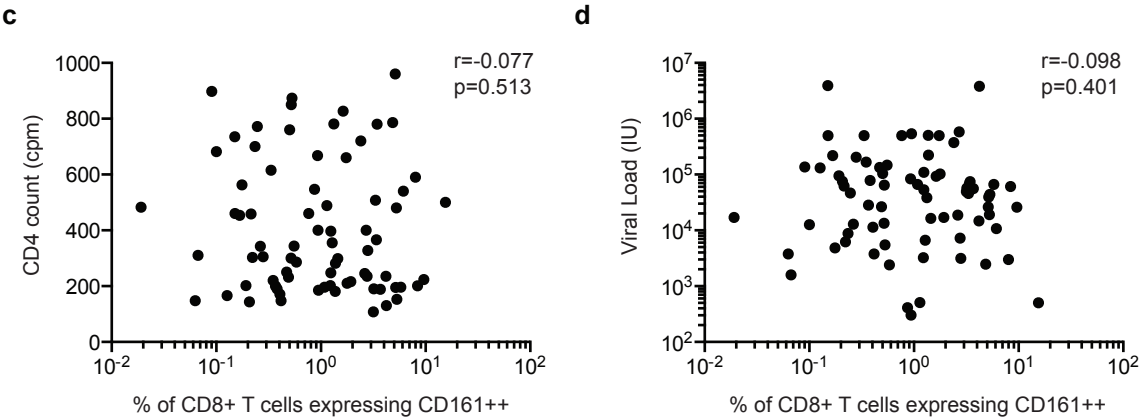 c
r=-0.077
p=0.513
CD4 count (cpm)
1000
800
600
400
200
0
10-2 10-1 100 101 102
% of CD8+ T cells expressing CD161++
d
r=-0.098
p=0.401
Viral Load (IU)
107
106
105
104
103
102
10-2 10-1 100 101 102
% of CD8+ T cells expressing CD161++